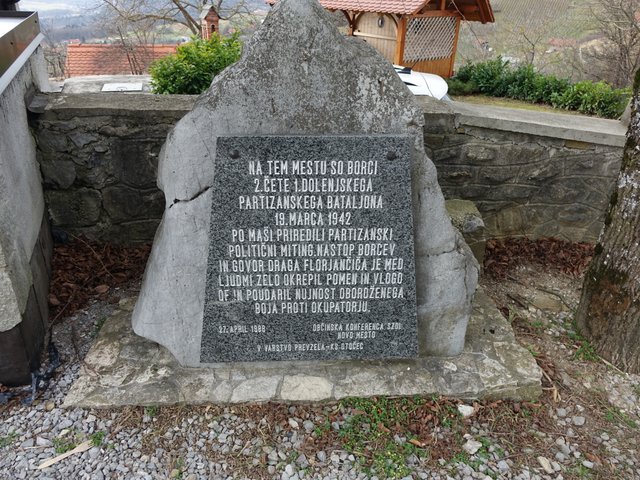 NA TEM MESTU SO BORCI
2.ČETE 1.DOLENJSKEGA
PARTIZANSKEGA BATALJONA
19.MARCA 1942
PO MAŠI PRIREDILI PARTIZANSKI
POLITIČNI MITING. NASTOP BORCEV
IN GOVOR DRAGA FLORJANČIČA JE MED
LJUDMI ZELO OKREPIL POMEN IN VLOGO
OF IN POUDARIL NUJNOST OBOROŽENEGA
BOJA PROTI OKUPATORJU.
27. APRIL 1988 OBČINSKA KONFERENCA SZDL
NOVO MESTO
V VARSTVO PREVZELA-KS STOČEC